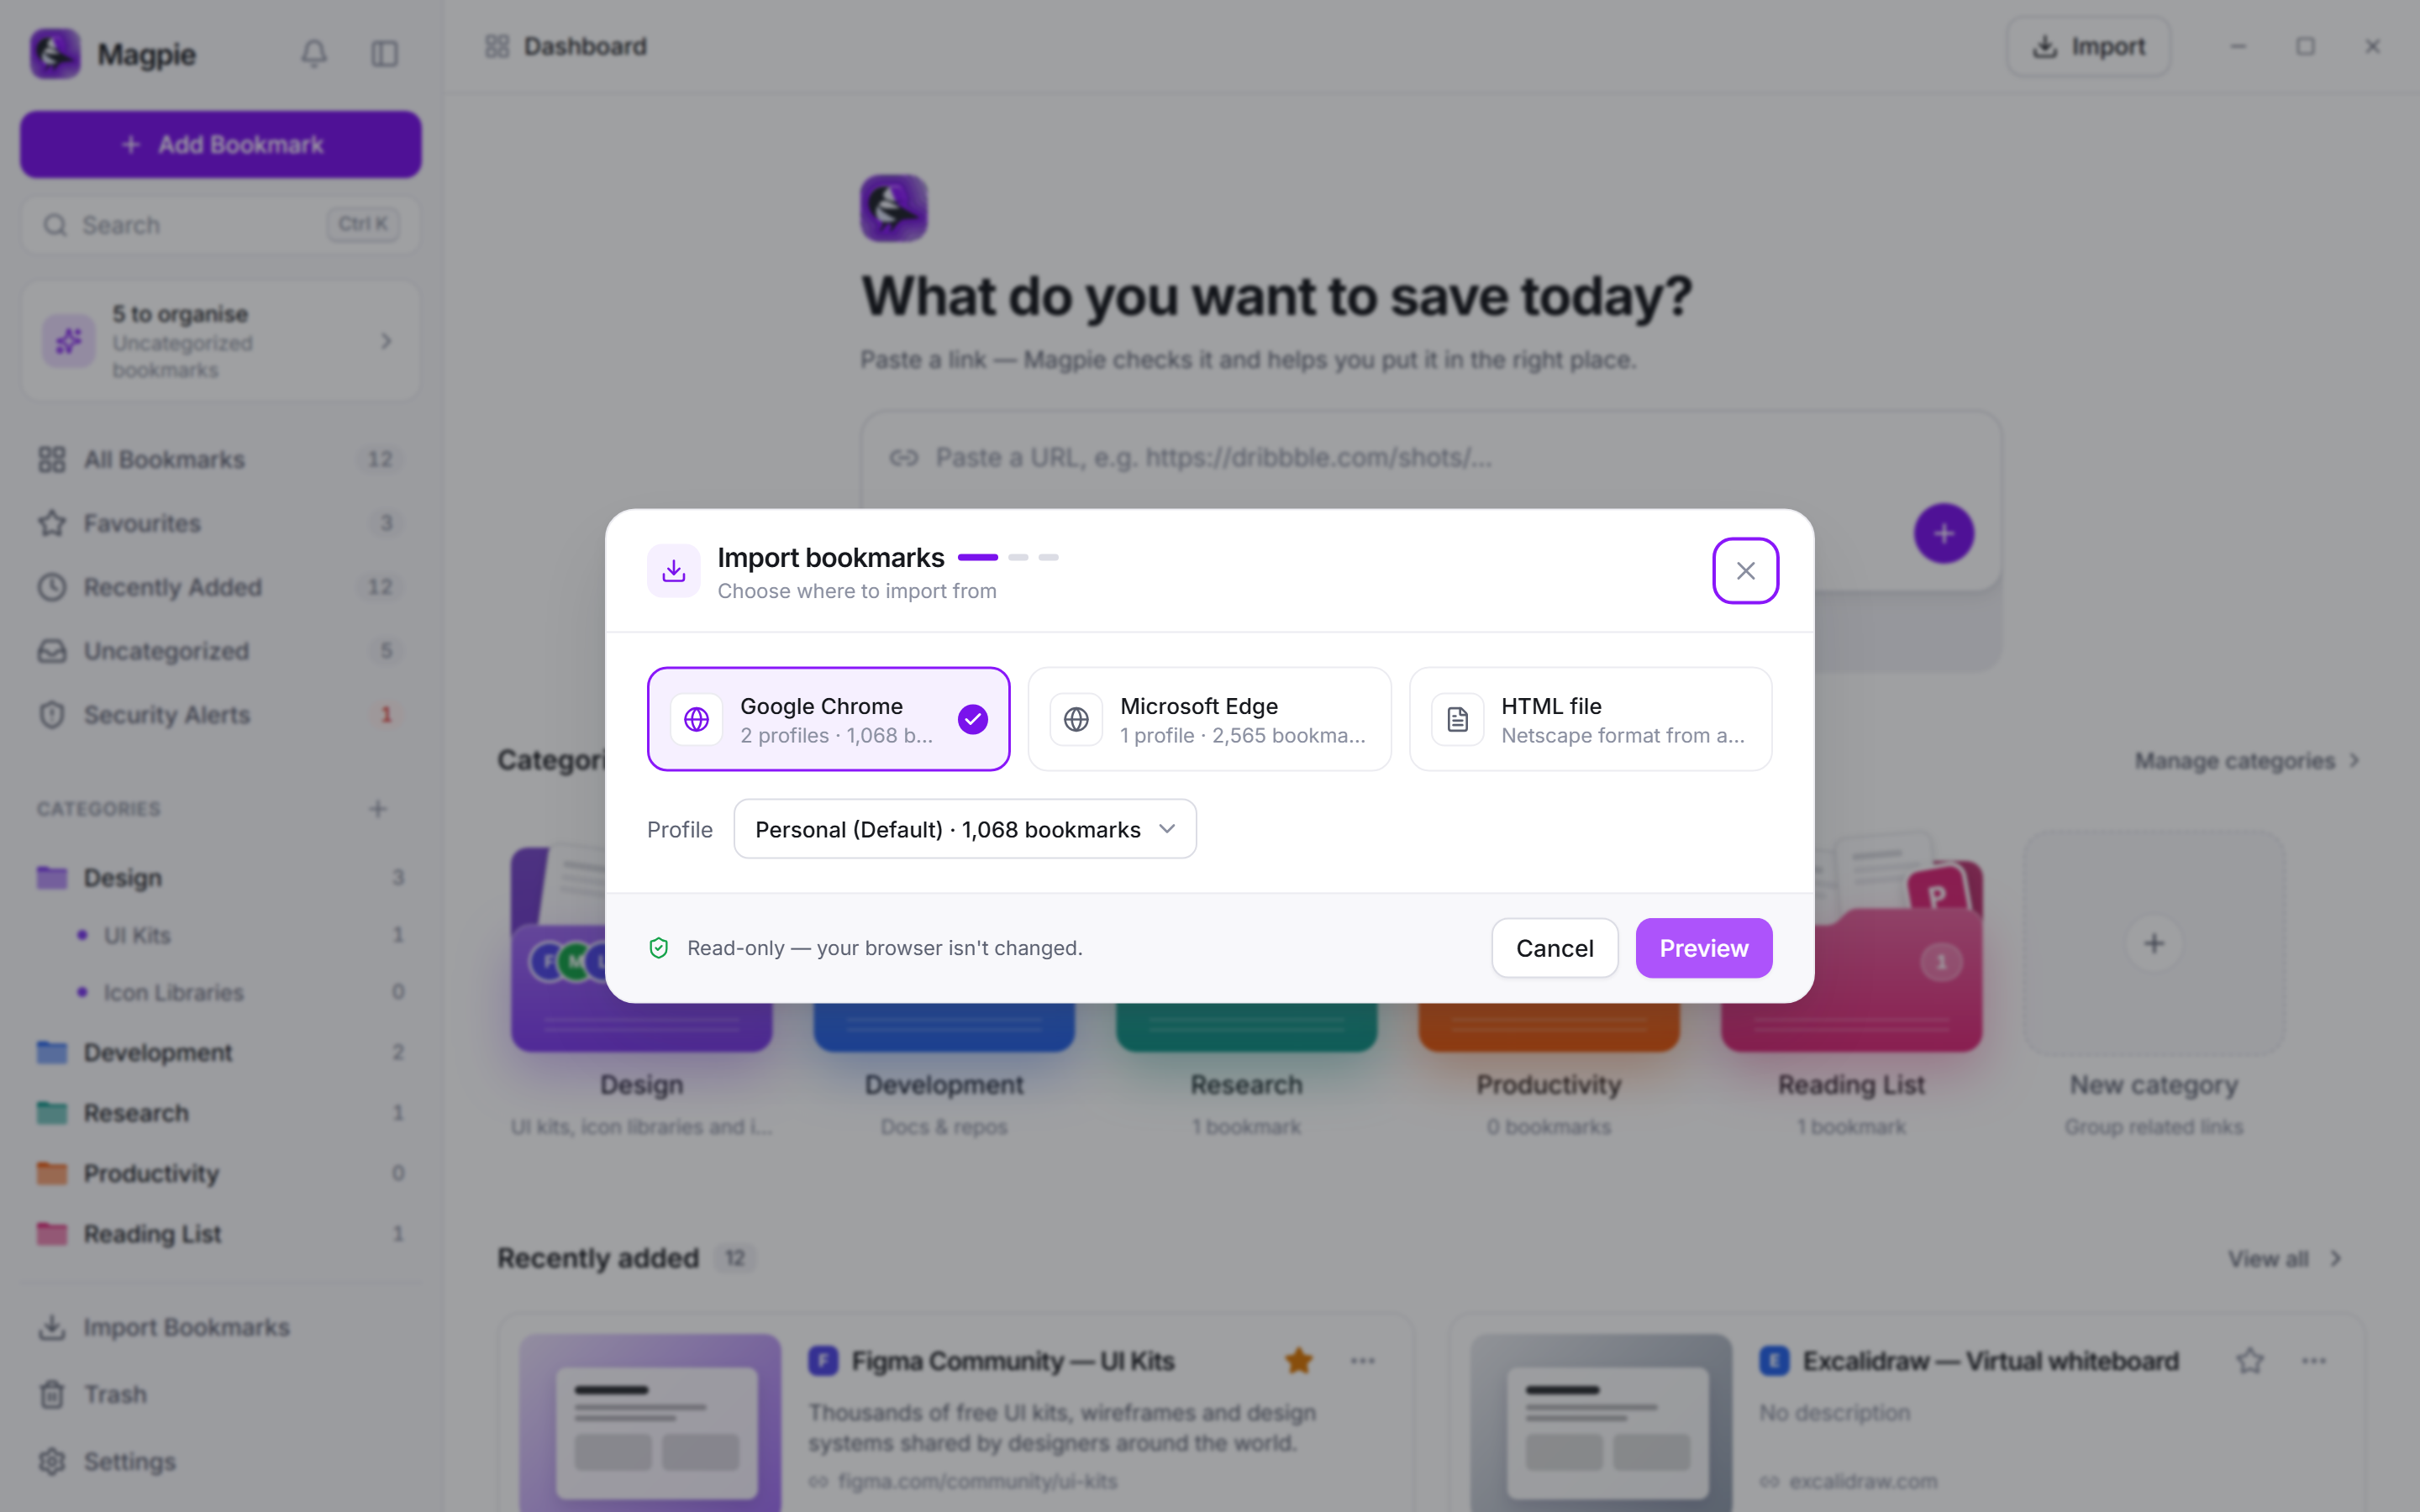 Magpie
Dashboard
Import
Add Bookmark
Search
Ctrl K
5 to organise
Uncategorized
bookmarks
All Bookmarks
12
Favourites
3
Recently Added
12
Uncategorized
5
Security Alerts
1
CATEGORIES
Design
3
UI Kits
1
Icon Libraries
0
Development
2
Research
1
Productivity
0
Reading List
1
Import Bookmarks
Trash
Settings
What do you want to save today?
Paste a link — Magpie checks it and helps you put it in the right place.
Paste a URL, e.g. https://dribbble.com/shots/...
Import bookmarks
Choose where to import from
Google Chrome
2 profiles · 1,068 b...
Microsoft Edge
1 profile · 2,565 bookma...
HTML file
Netscape format from a...
Profile
Personal (Default) · 1,068 bookmarks
Read-only — your browser isn't changed.
Cancel
Preview
Manage categories
F
M
P
1
Design
UI kits, icon libraries and i...
Development
Docs & repos
Research
1 bookmark
Productivity
0 bookmarks
Reading List
1 bookmark
New category
Group related links
Recently added
12
View all
F
Figma Community — UI Kits
Thousands of free UI kits, wireframes and design
systems shared by designers around the world.
figma.com/community/ui-kits
E
Excalidraw — Virtual whiteboard
No description
excalidraw.com